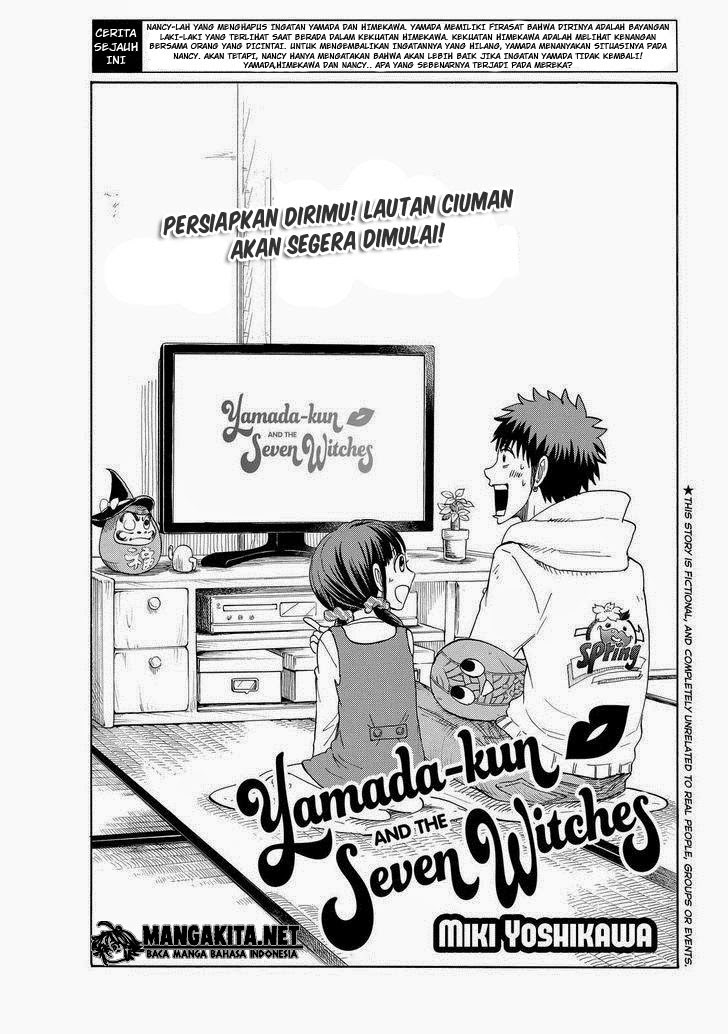 CERITA
SEJAUH
INI
NANCY-LAH YANG MENGHAPUS INGATAN YAMADA DAN HIMEKAWA. YAMADA MEMILIKI FIRASAT BAHWA DIRINYA ADALAH BAYANGAN
LAKI-LAKI YANG TERLIHAT SAAT BERADA DALAM KEKUATAN HIMEKAWA. KEKUATAN HIMEKAWA ADALAH MELIHAT KENANGAN
BERSAMA ORANG YANG DICINTAI. UNTUK MENGEMBALIKAN INGATANNYA YANG HILANG, YAMADA MENANYAKAN SITUASINYA PADA
NANCY. AKAN TETAPI, NANCY HANYA MENGATAKAN BAHWA AKAN LEBIH BAIK JIKA INGATAN YAMADA TIDAK KEMBALI!
YAMADA,HIMEKAWA DAN NANCY.. APA YANG SEBENARNYA TERJADI PADA MEREKA?
PERSIAPKAN DIRIMU! LAUTAN CIUMAN
AKAN SEGERA DIMULAI!
Yamada-kun
AND THE
Seven Witches
福
Spring
★THIS STORY IS FICTIONAL, AND COMPLETELY UNRELATED TO REAL PEOPLE, GROUPS OR EVENTS.
Yamada-kun
AND THE
Seven Witches
MIKI YOSHIKAWA
MANGAKITA.NET
BACA MANGA BAHASA INDONESIA